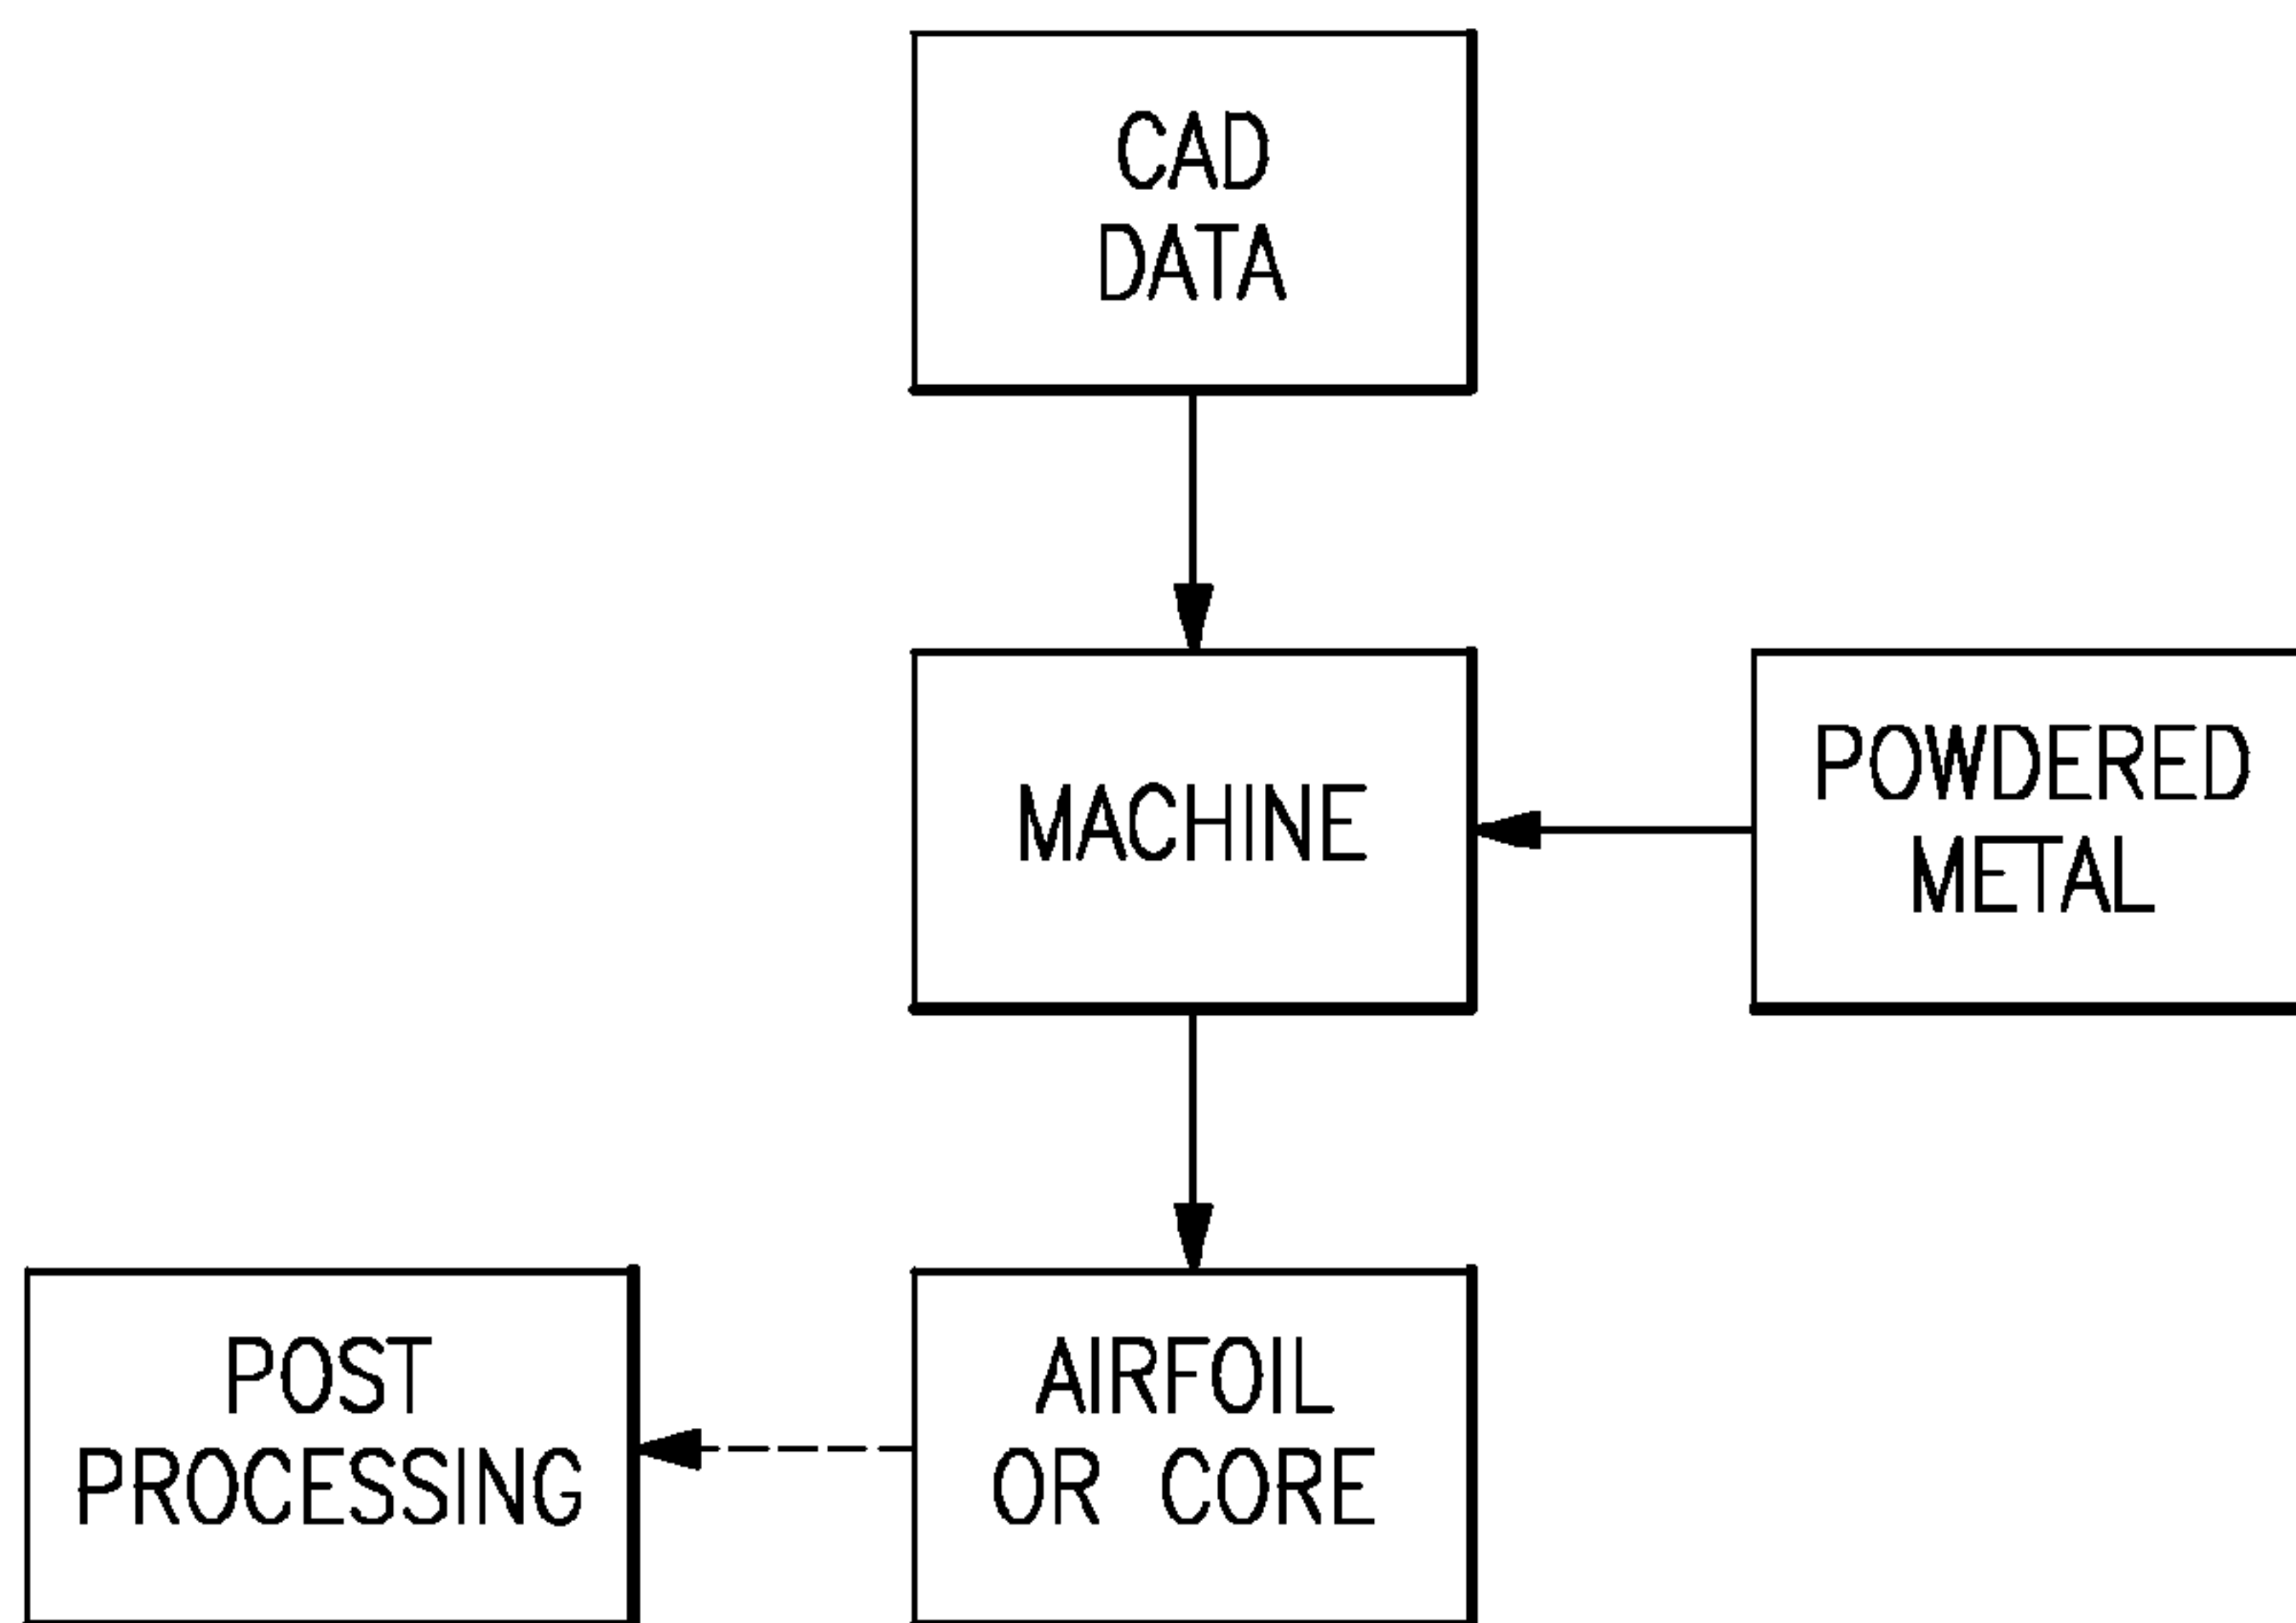 CAD
DATA
MACHINE
POWDERED
METAL
POST
PROCESSING
AIRFOIL
OR CORE